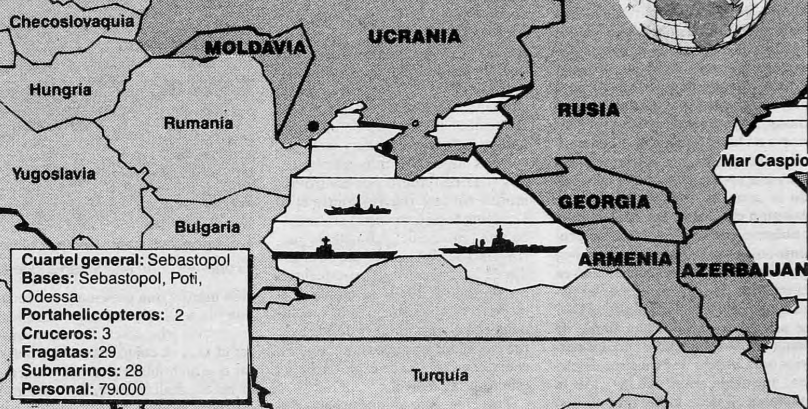 Checoslovaquia
MOLDAVIA
UCRANIA
Hungría
Rumania
RUSIA
Mar Caspio
Yugoslavia
GEORGIA
Bulgaria
ARMENIA
AZERBAIJAN
Cuartel general: Sebastopol
Bases: Sebastopol, Poti,
Odessa
Portahelicópteros: 2
Cruceros: 3
Fragatas: 29
Submarinos: 28
Personal: 79.000
Turquía